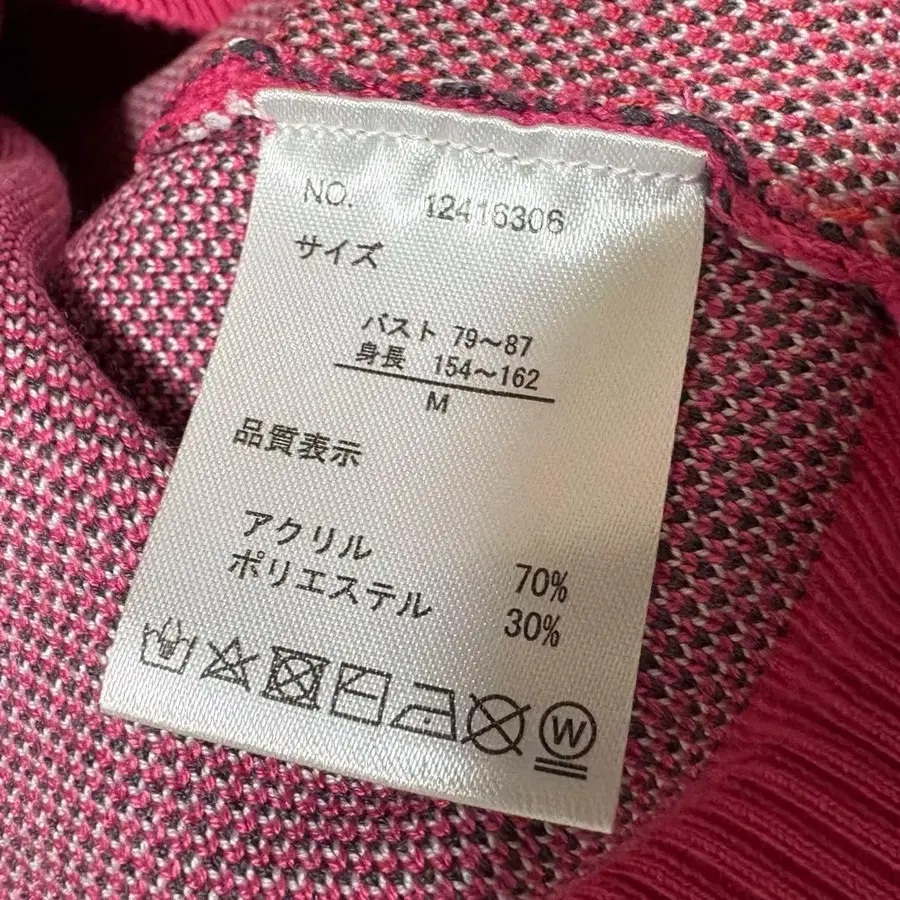 NO. 12416306
サイズ
バスト 79～87
身長 154～162
M
品質表示
アクリル 70%
ポリエステル 30%
W